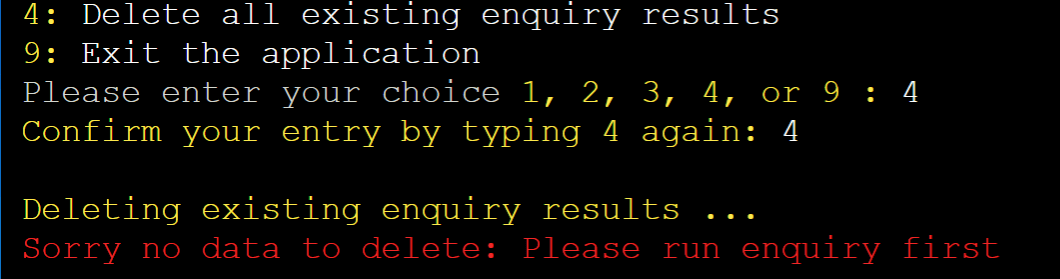 4: Delete all existing enquiry results
9: Exit the application
Please enter your choice 1, 2, 3, 4, or 9 : 4
Confirm your entry by typing 4 again: 4
Deleting existing enquiry results ...
Sorry no data to delete: Please run enquiry first